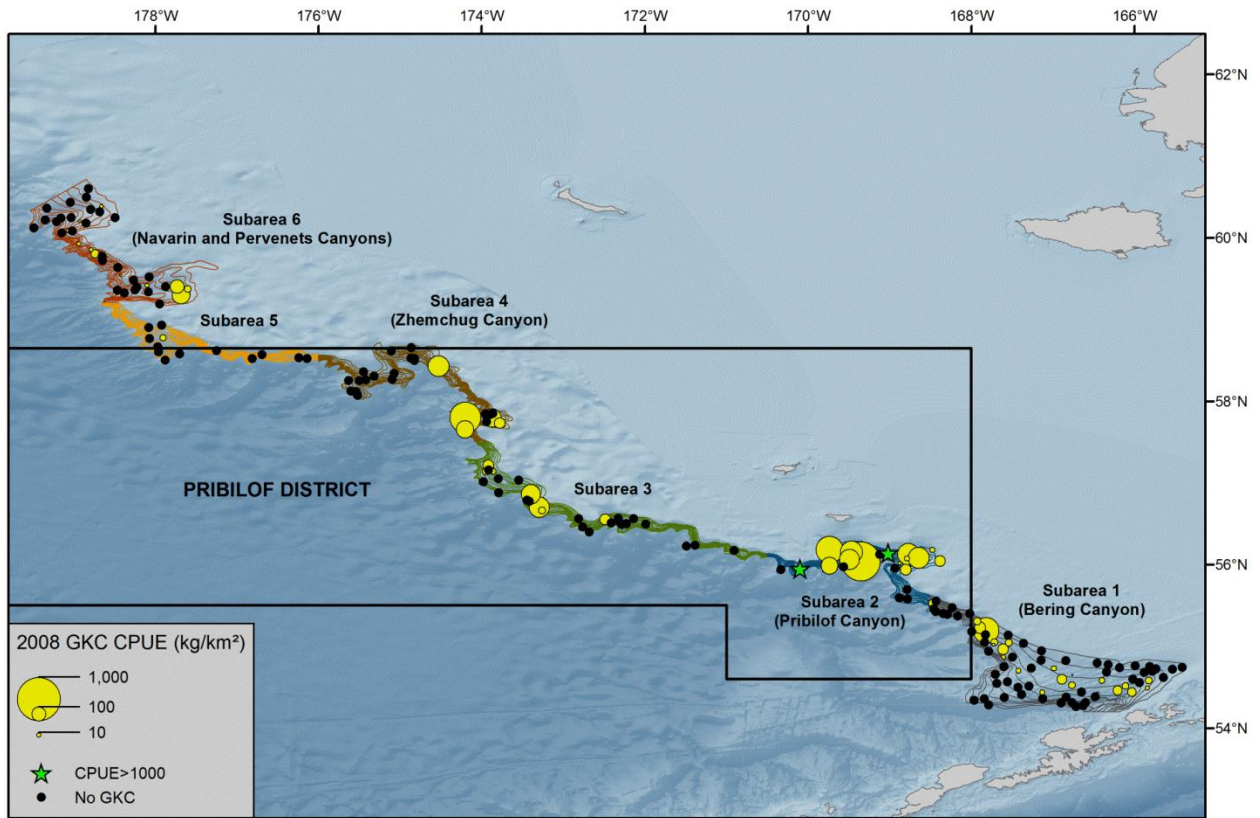 178°W
176°W
174°W
172°W
170°W
168°W
166°W
62°N
Subarea 6
(Navarin and Pervenets Canyons)
60°N
Subarea 5
Subarea 4
(Zhemchug Canyon)
58°N
PRIBILOF DISTRICT
Subarea 3
56°N
Subarea 2
(Pribilof Canyon)
Subarea 1
(Bering Canyon)
54°N
2008 GKC CPUE (kg/km²)
1,000
100
10
CPUE>1000
No GKC